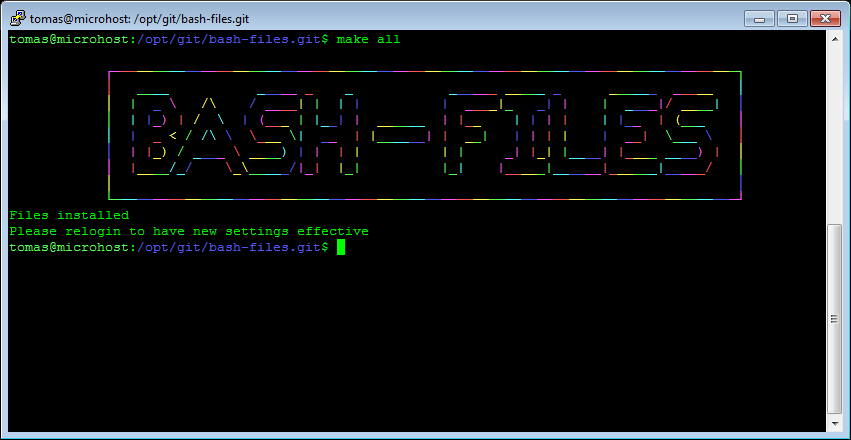 tomas@microhost: /opt/git/bash-files.git
tomas@microhost:/opt/git/bash-files.git$ make all
BASH-FILES
Files installed
Please relogin to have new settings effective
tomas@microhost:/opt/git/bash-files.git$